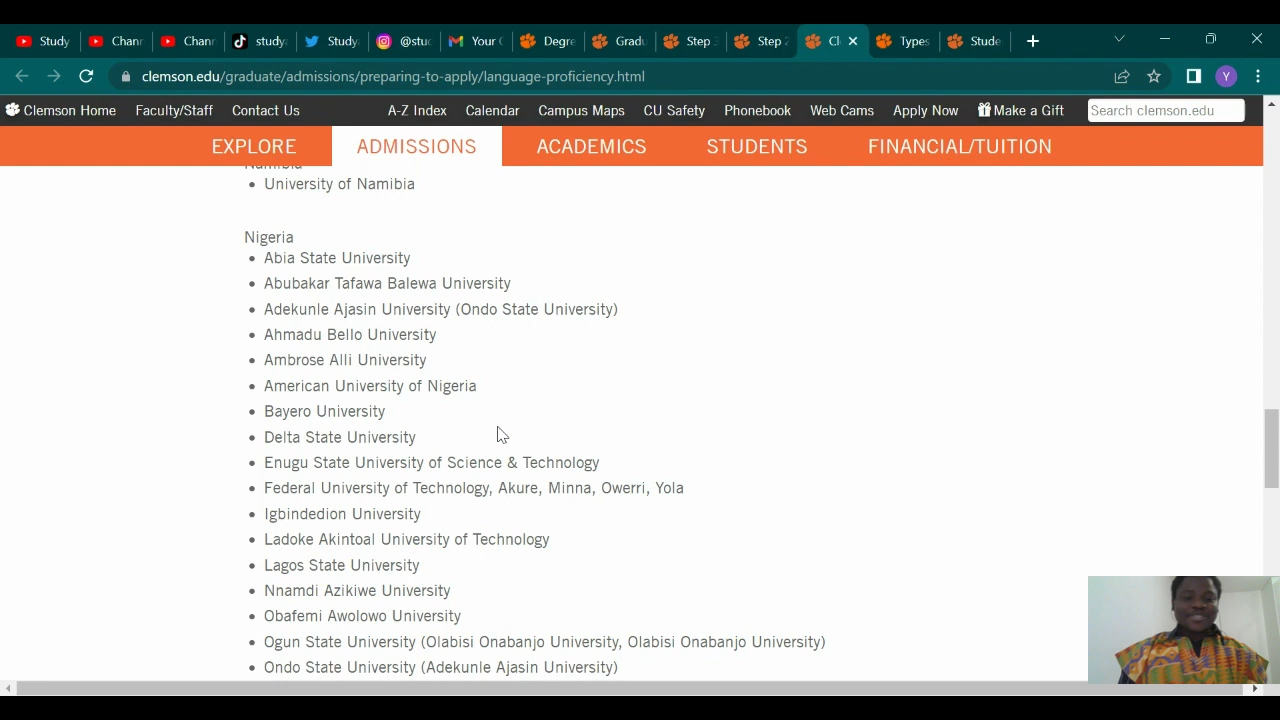 Study
Chann
Chann
study
Study
@stud
Your C
Degre
Gradu
Step 3
Step 2
Cl
Types
Stude
clemson.edu/graduate/admissions/preparing-to-apply/language-proficiency.html
Y
Clemson Home
Faculty/Staff
Contact Us
A-Z Index
Calendar
Campus Maps
CU Safety
Phonebook
Web Cams
Apply Now
Make a Gift
Search clemson.edu
EXPLORE
ADMISSIONS
ACADEMICS
STUDENTS
FINANCIAL/TUITION
Namibia
• University of Namibia
Nigeria
• Abia State University
• Abubakar Tafawa Balewa University
• Adekunle Ajasin University (Ondo State University)
• Ahmadu Bello University
• Ambrose Alli University
• American University of Nigeria
• Bayero University
• Delta State University
• Enugu State University of Science & Technology
• Federal University of Technology, Akure, Minna, Owerri, Yola
• Igbindedion University
• Ladoke Akintoal University of Technology
• Lagos State University
• Nnamdi Azikiwe University
• Obafemi Awolowo University
• Ogun State University (Olabisi Onabanjo University, Olabisi Onabanjo University)
• Ondo State University (Adekunle Ajasin University)